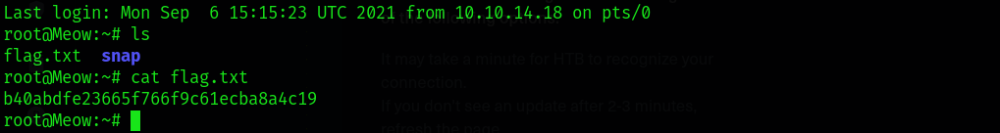 Last login: Mon Sep  6 15:15:23 UTC 2021 from 10.10.14.18 on pts/0
root@Meow:~# ls
flag.txt  snap
root@Meow:~# cat flag.txt
b40abdfe23665f766f9c61ecba8a4c19
root@Meow:~#
It may take a minute for HTB to recognize your
connection.
If you don't see an update after 2-3 minutes,
refresh the page